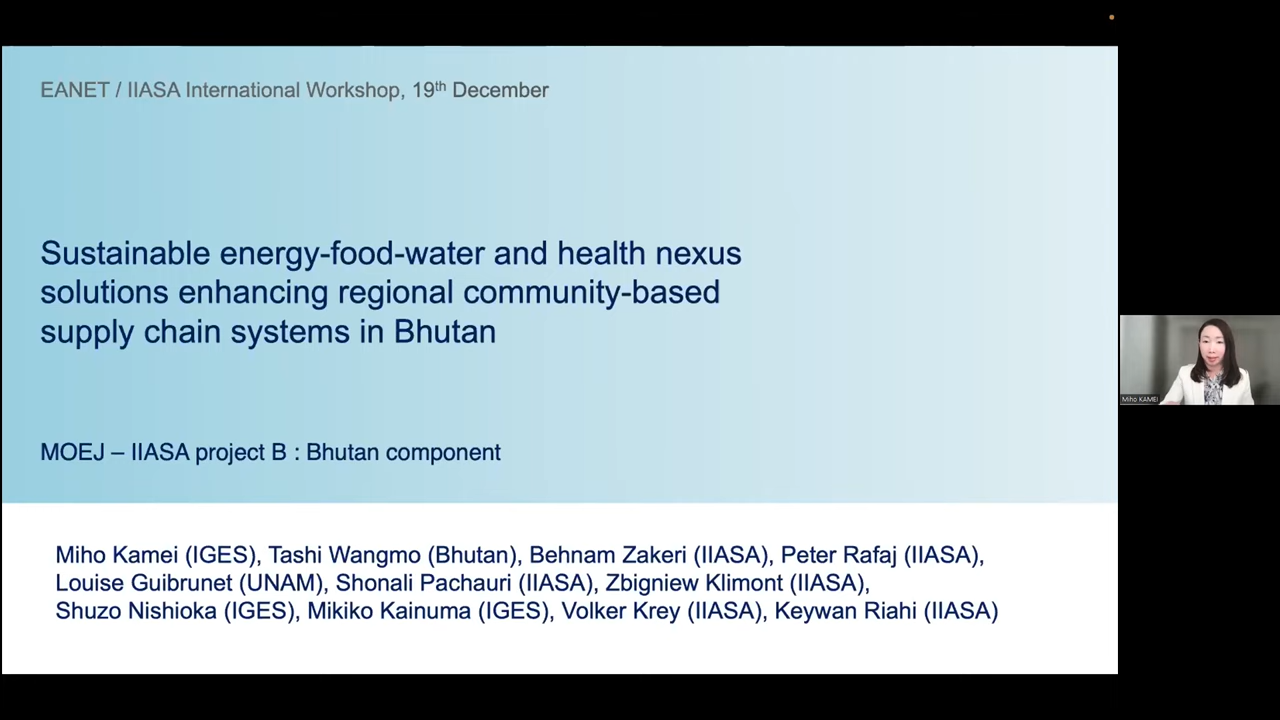 EANET / IIASA International Workshop, 19th December
Sustainable energy-food-water and health nexus
solutions enhancing regional community-based
supply chain systems in Bhutan
MOEJ – IIASA project B : Bhutan component
Miho KAMEI
Miho Kamei (IGES), Tashi Wangmo (Bhutan), Behnam Zakeri (IIASA), Peter Rafaj (IIASA),
Louise Guibrunet (UNAM), Shonali Pachauri (IIASA), Zbigniew Klimont (IIASA),
Shuzo Nishioka (IGES), Mikiko Kainuma (IGES), Volker Krey (IIASA), Keywan Riahi (IIASA)